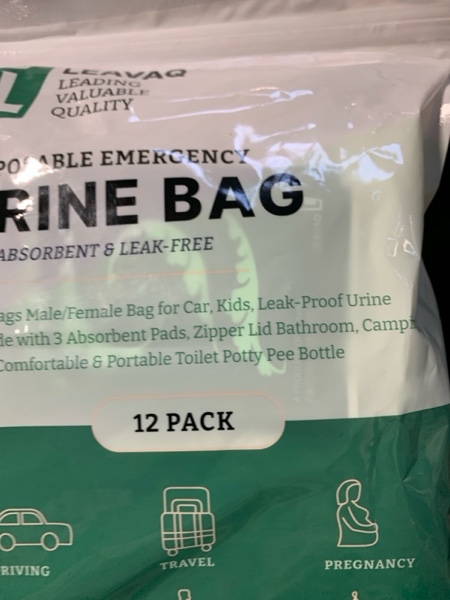 L LEAVAQ
LEADING
VALUABLE
QUALITY
POSABLE EMERGENCY
RINE BAG
ABSORBENT & LEAK-FREE
ags Male/Female Bag for Car, Kids, Leak-Proof Urine
de with 3 Absorbent Pads, Zipper Lid Bathroom, Campi
Comfortable & Portable Toilet Potty Pee Bottle
12 PACK
RIVING TRAVEL PREGNANCY